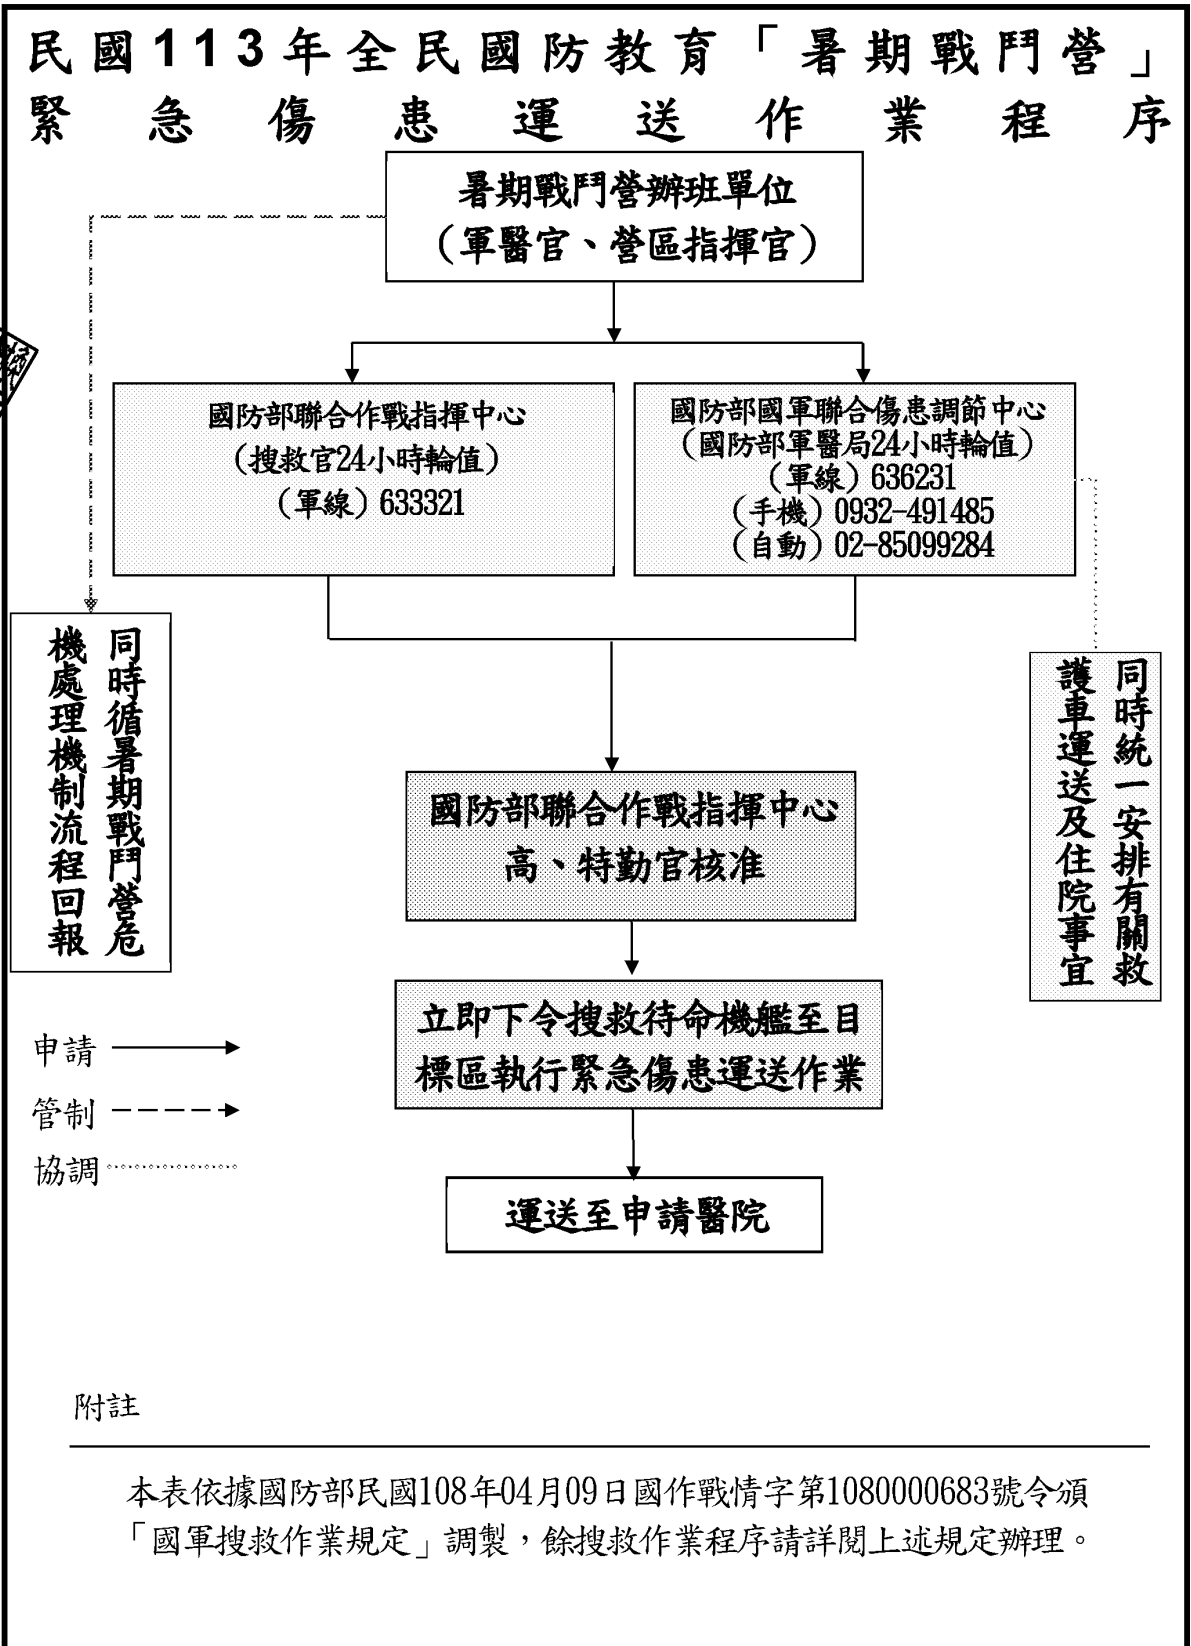 民國113年全民國防教育「暑期戰鬥營」
緊急傷患運送作業程序
暑期戰鬥營辦班單位
（軍醫官、營區指揮官）
國防部聯合作戰指揮中心
（搜救官24小時輪值）
（軍線）633321
國防部國軍聯合傷患調節中心
（國防部軍醫局24小時輪值）
（軍線）636231
（手機）0932-491485
（自動）02-85099284
同時循暑期戰鬥營危
機處理機制流程回報
同時統一安排有關救
護車運送及住院事宜
國防部聯合作戰指揮中心
高、特勤官核准
立即下令搜救待命機艦至目
標區執行緊急傷患運送作業
運送至申請醫院
申請
管制
協調
附註
本表依據國防部民國108年04月09日國作戰情字第1080000683號令頒
「國軍搜救作業規定」調製，餘搜救作業程序請詳閱上述規定辦理。